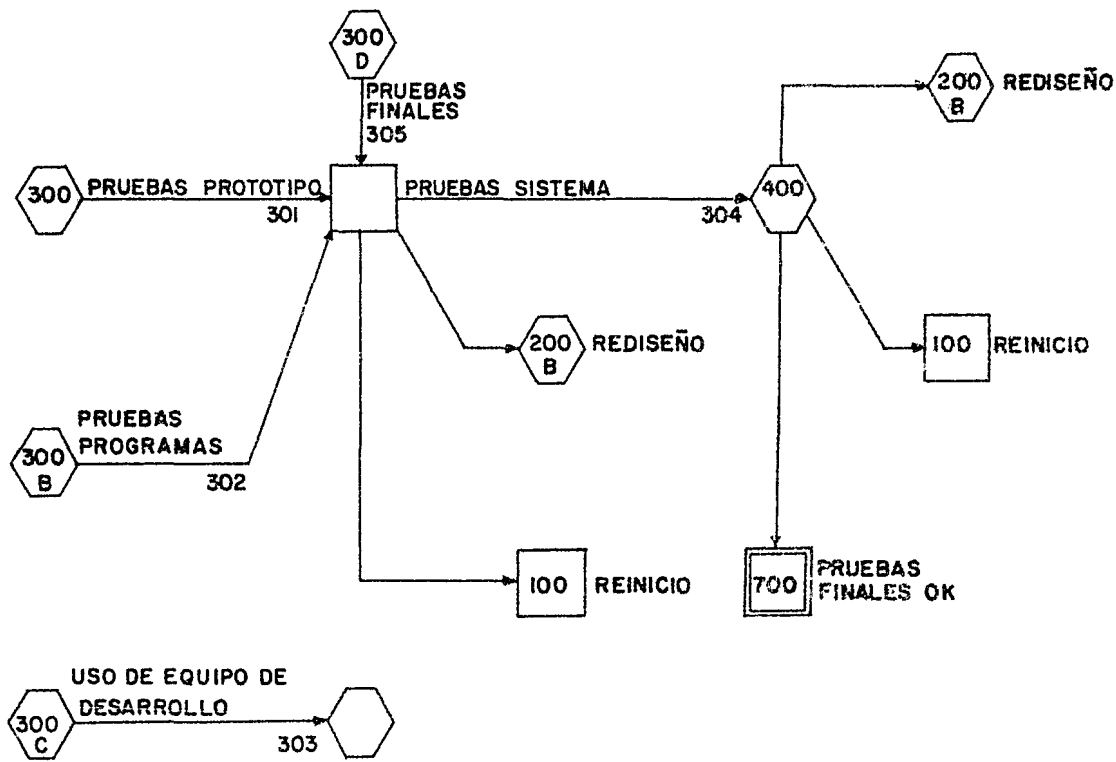 300
D
PRUEBAS
FINALES
305
200
B
REDISEÑO
300
PRUEBAS PROTOTIPO
301
PRUEBAS SISTEMA
304
400
200
B
REDISEÑO
100
REINICIO
300
B
PRUEBAS
PROGRAMAS
302
100
REINICIO
700
PRUEBAS
FINALES OK
300
C
USO DE EQUIPO DE
DESARROLLO
303